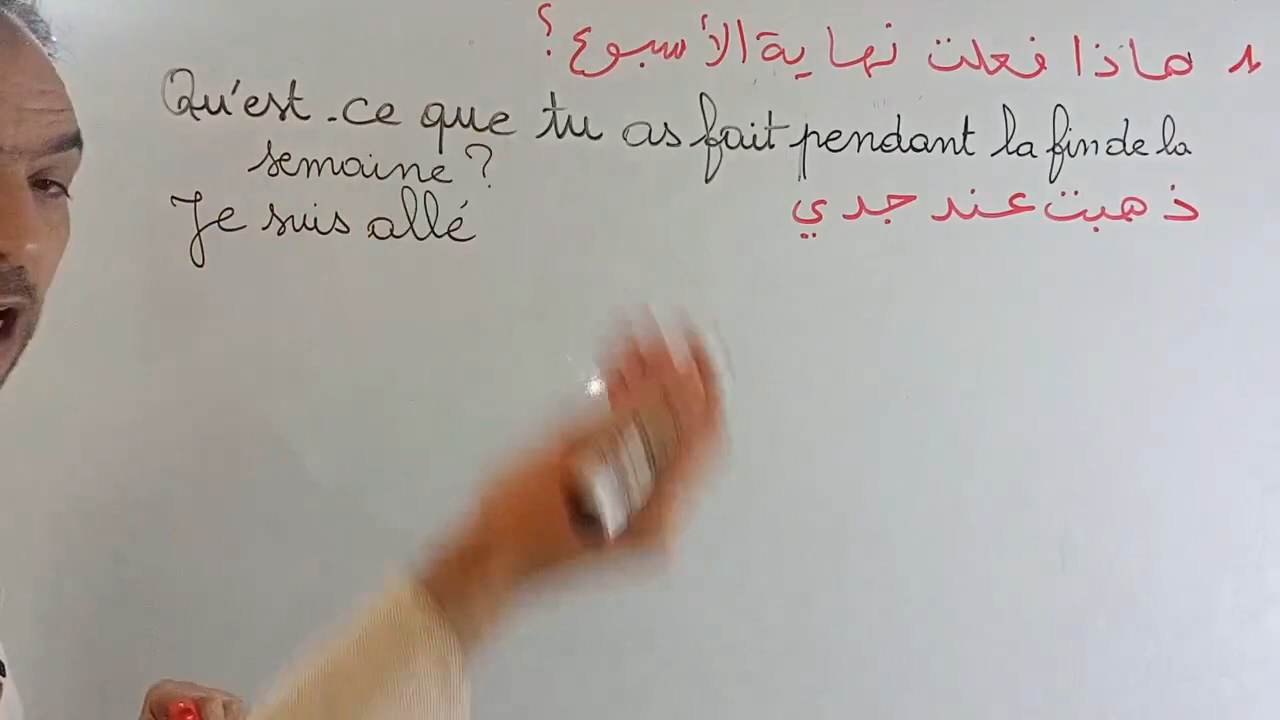 * ماذا فعلت نهاية الأسبوع؟
Qu'est-ce que tu as fait pendant la fin de la
semaine ?
ذهبت عند جدي
Je suis allé